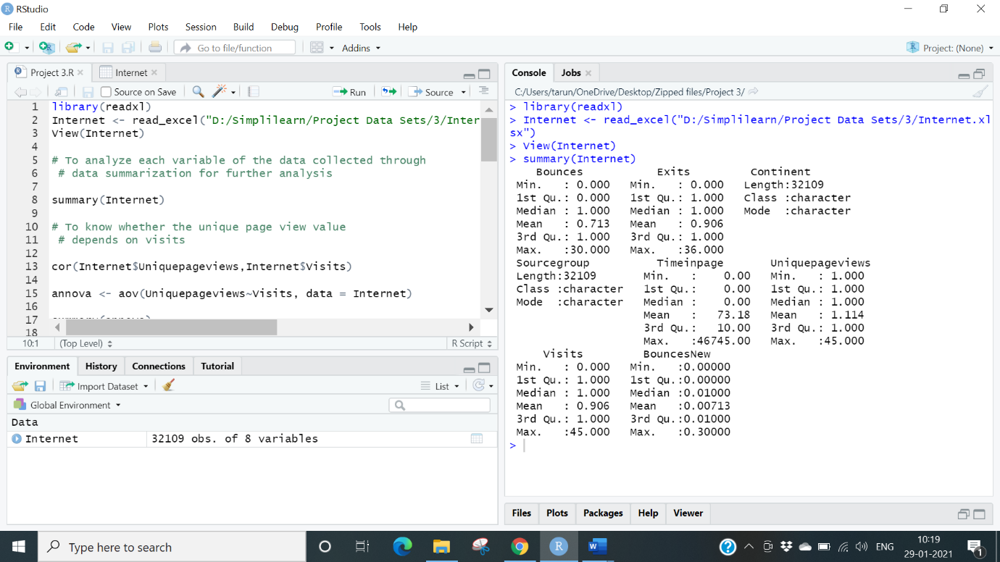 RStudio
File Edit Code View Plots Session Build Debug Profile Tools Help
Go to file/function Addins Project: (None)
Project 3.R Internet
Source on Save Run Source
1 library(readxl)
2 Internet <- read_excel("D:/Simplilearn/Project Data Sets/3/Inter
3 View(Internet)
4
5 # To analyze each variable of the data collected through
6 # data summarization for further analysis
7
8 summary(Internet)
9
10 # To know whether the unique page view value
11 # depends on visits
12
13 cor(Internet$Uniquepageviews,Internet$Visits)
14
15 annova <- aov(Uniquepageviews~Visits, data = Internet)
16
17
18
10:1 (Top Level) R Script
Environment History Connections Tutorial
Import Dataset List
Global Environment
Data
Internet 32109 obs. of 8 variables
Console Jobs
C:/Users/tarun/OneDrive/Desktop/Zipped files/Project 3/
> library(readxl)
> Internet <- read_excel("D:/Simplilearn/Project Data Sets/3/Internet.xl
sx")
> View(Internet)
> summary(Internet)
Bounces Exits Continent
Min. : 0.000 Min. : 0.000 Length:32109
1st Qu.: 0.000 1st Qu.: 1.000 Class :character
Median : 1.000 Median : 1.000 Mode :character
Mean : 0.713 Mean : 0.906
3rd Qu.: 1.000 3rd Qu.: 1.000
Max. :30.000 Max. :36.000
Sourcegroup Timeinpage Uniquepageviews
Length:32109 Min. : 0.00 Min. : 1.000
Class :character 1st Qu.: 0.00 1st Qu.: 1.000
Mode :character Median : 0.00 Median : 1.000
Mean : 73.18 Mean : 1.114
3rd Qu.: 10.00 3rd Qu.: 1.000
Max. :46745.00 Max. :45.000
Visits BouncesNew
Min. : 0.000 Min. :0.00000
1st Qu.: 1.000 1st Qu.:0.00000
Median : 1.000 Median :0.01000
Mean : 0.906 Mean :0.00713
3rd Qu.: 1.000 3rd Qu.:0.01000
Max. :45.000 Max. :0.30000
>
Files Plots Packages Help Viewer
Type here to search
ENG
10:19
29-01-2021
1